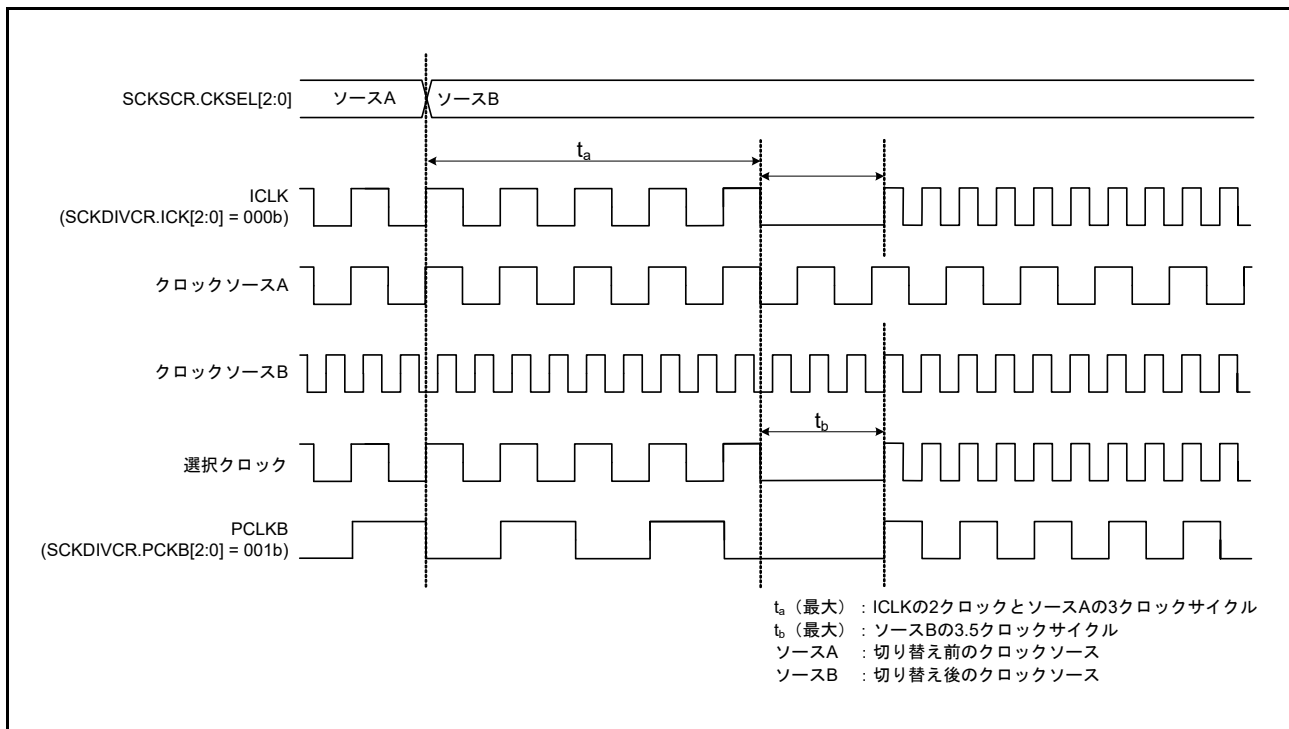 SCKSCR.CKSEL[2:0] ソースA ソースB
ta
ICLK
(SCKDIVCR.ICK[2:0] = 000b)
クロックソースA
クロックソースB
tb
選択クロック
PCLKB
(SCKDIVCR.PCKB[2:0] = 001b)
ta（最大）：ICLKの2クロックとソースAの3クロックサイクル
tb（最大）：ソースBの3.5クロックサイクル
ソースA ：切り替え前のクロックソース
ソースB ：切り替え後のクロックソース